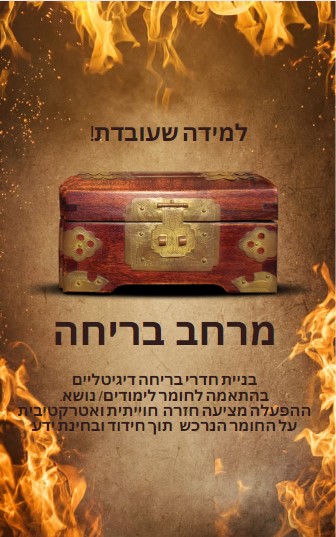 למידה שעובדת!
מרחב בריחה
בניית חדרי בריחה דיגיטליים
בהתאמה לחומר לימודים/ נושא
ההפעלה מציעה חזרה חוייתית ואטרקטיבית
על החומר הנרכש תוך חידוד ובחינת ידע